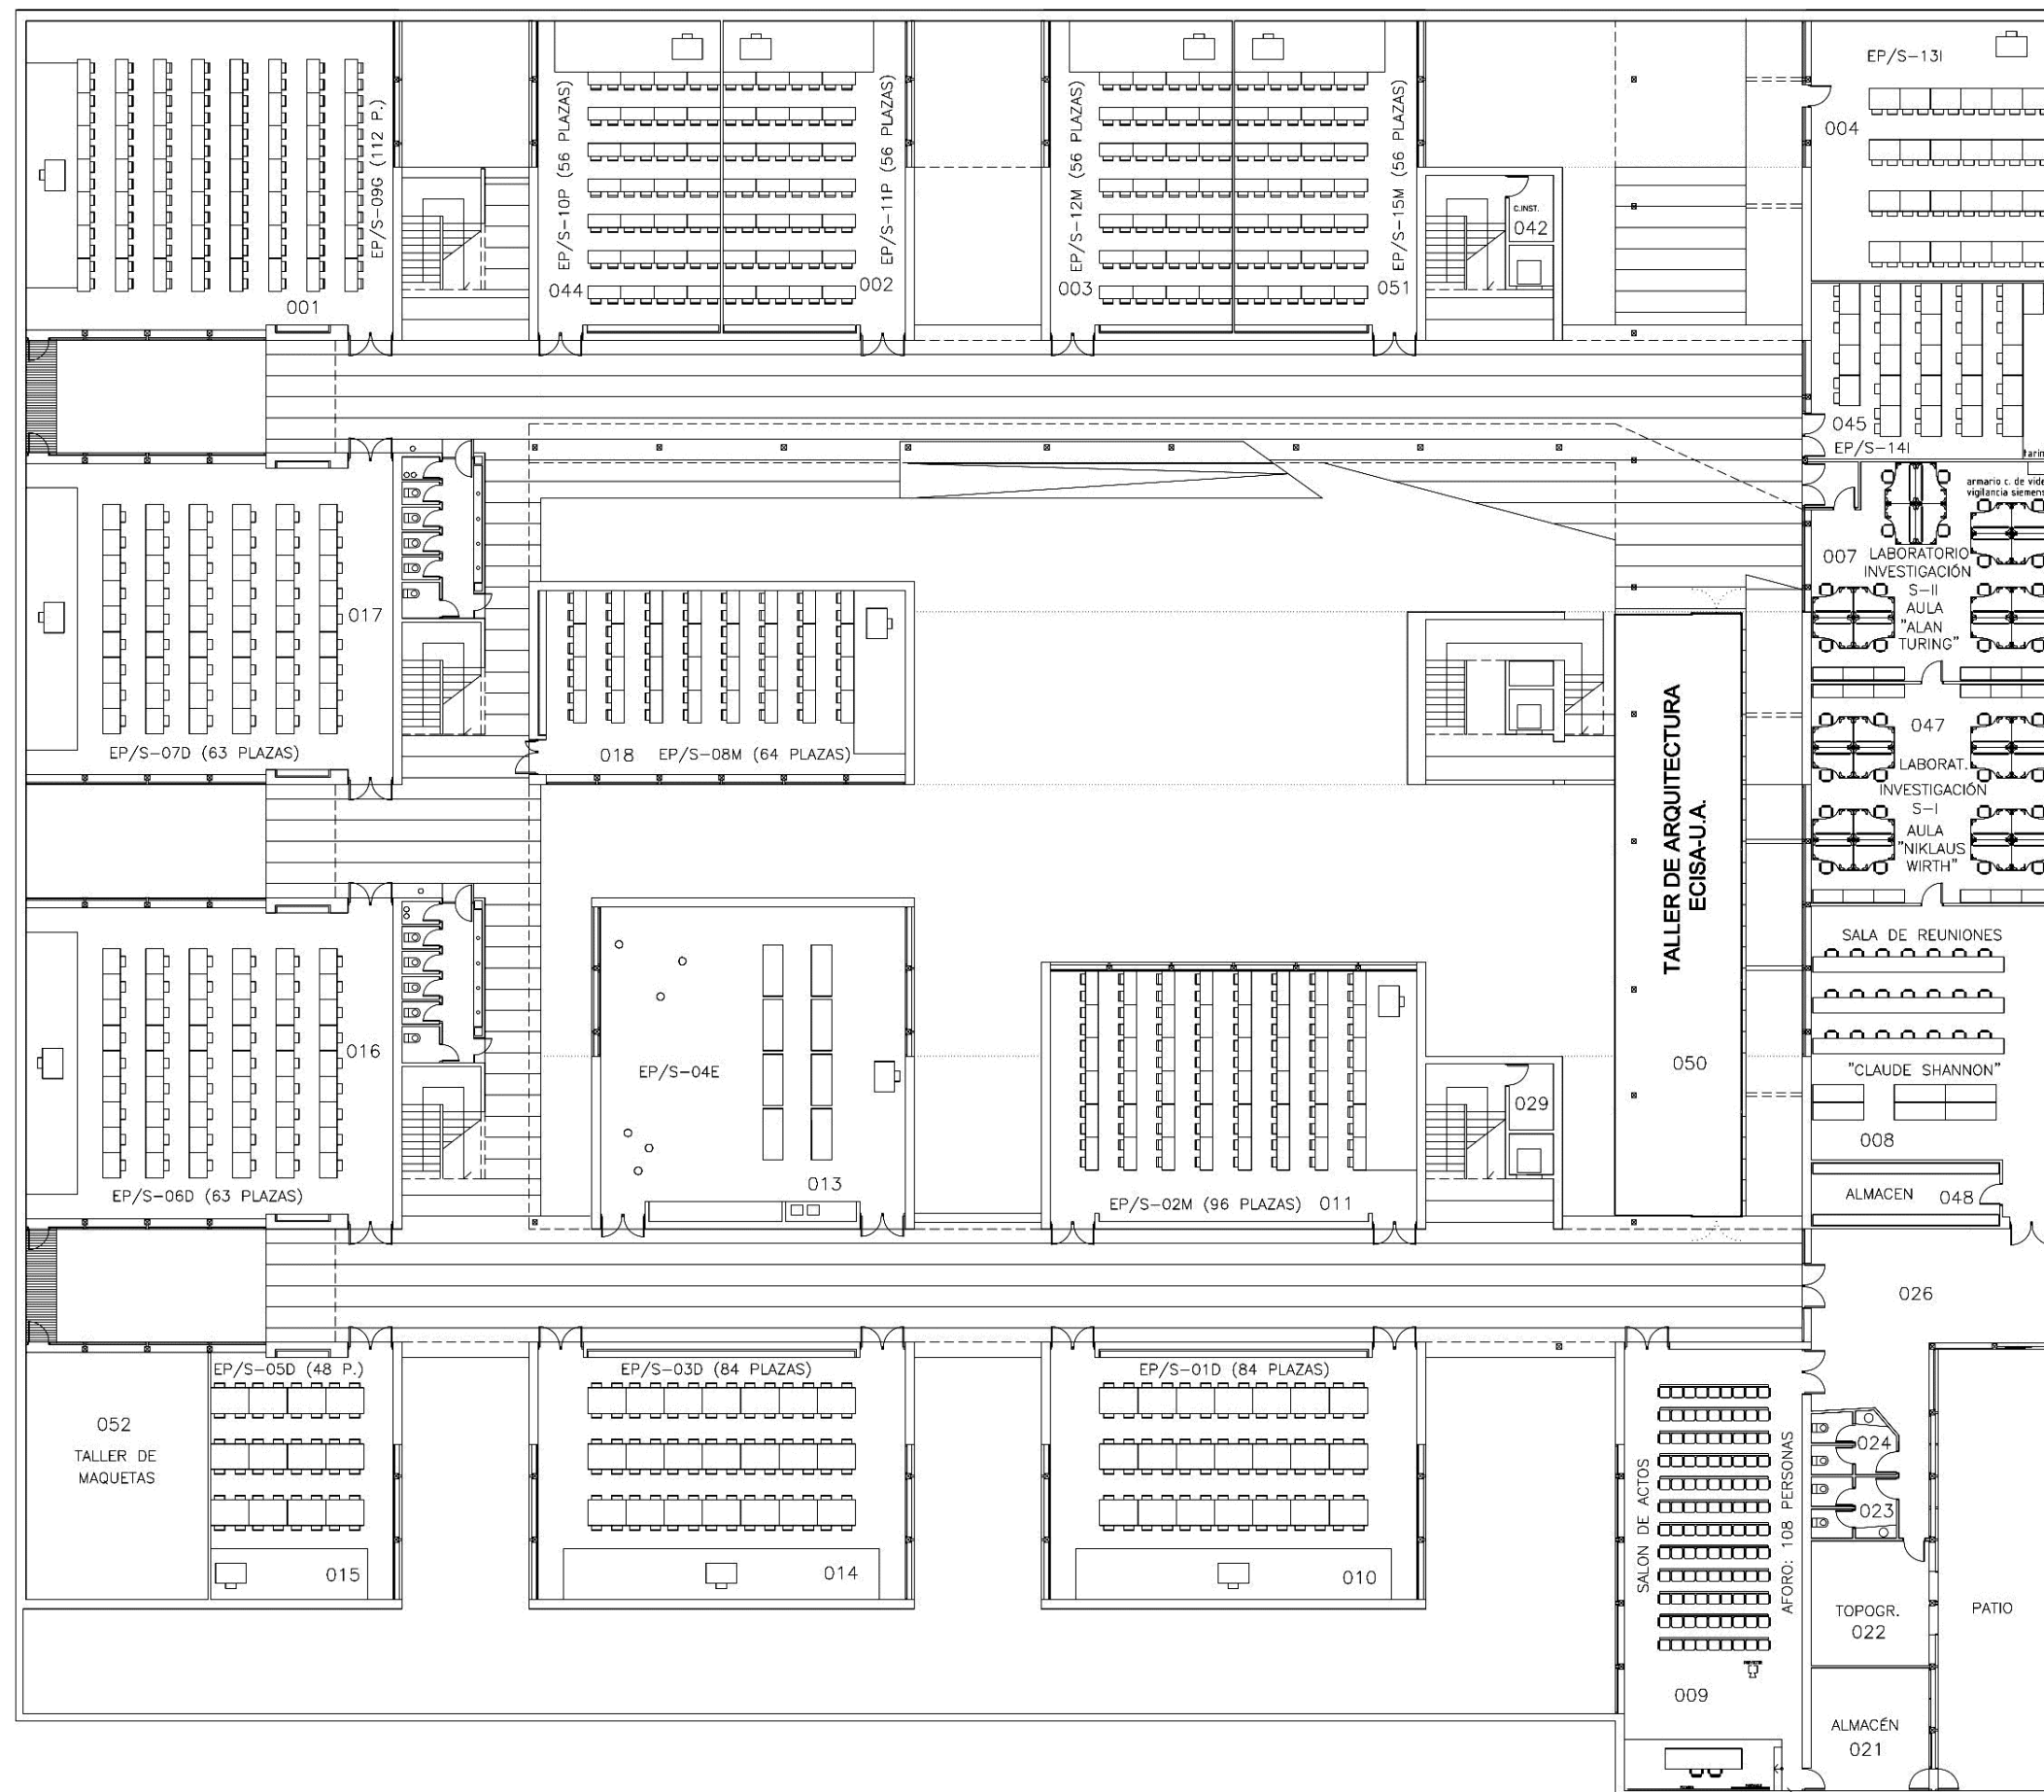 EP/S-09G (112 P.)
001
EP/S-10P (56 PLAZAS)
044
EP/S-11P (56 PLAZAS)
002
EP/S-12M (56 PLAZAS)
003
EP/S-15M (56 PLAZAS)
051
C.INST.
042
EP/S-13I
004
045
EP/S-14I
armario c. de
vigilancia
007
LABORATORIO
INVESTIGACIÓN
S-II
AULA
"ALAN
TURING"
017
EP/S-07D (63 PLAZAS)
018
EP/S-08M (64 PLAZAS)
TALLER DE ARQUITECTURA
ECISA-U.A.
050
047
LABORAT.
INVESTIGACIÓN
S-I
AULA
"NIKLAUS
WIRTH"
SALA DE REUNIONES
"CLAUDE SHANNON"
008
ALMACEN
048
016
EP/S-06D (63 PLAZAS)
EP/S-04E
013
EP/S-02M (96 PLAZAS)
011
029
026
052
TALLER DE
MAQUETAS
EP/S-05D (48 P.)
015
EP/S-03D (84 PLAZAS)
014
EP/S-01D (84 PLAZAS)
010
SALON DE ACTOS
AFORO: 108 PERSONAS
009
024
023
TOPOGR.
022
PATIO
ALMACÉN
021